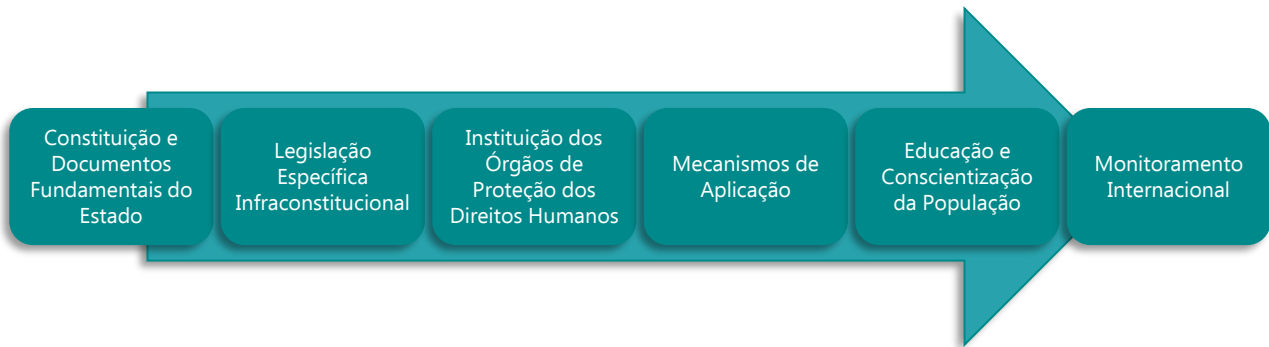 Constituição e
Documentos
Fundamentais do
Estado
Legislação
Específica
Infraconstitucional
Instituição dos
Órgãos de
Proteção dos
Direitos Humanos
Mecanismos de
Aplicação
Educação e
Conscientização
da População
Monitoramento
Internacional